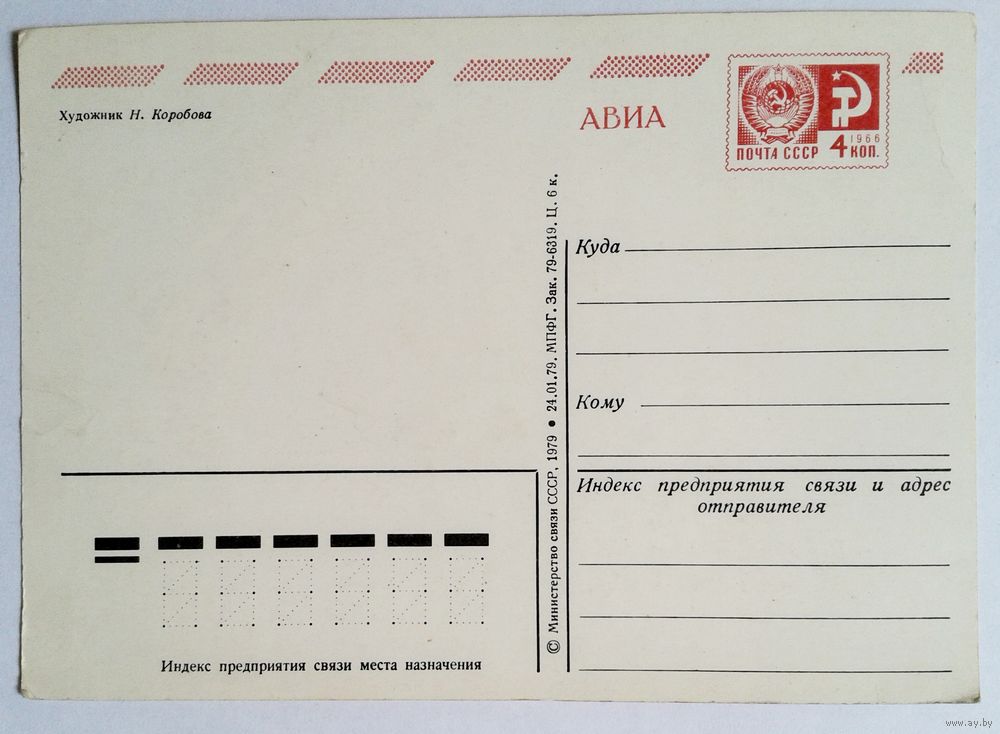 Художник Н. Коробова
АВИА
ПОЧТА СССР
1966
4 КОП.
Куда
Кому
Индекс предприятия связи и адрес
отправителя
© Министерство связи СССР, 1979 • 24.01.79. МПФГ. Зак. 79-6319. Ц. 6 к.
Индекс предприятия связи места назначения
www.ay.by